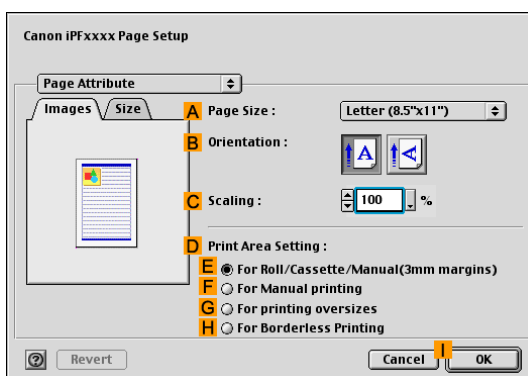 Canon iPFxxxx Page Setup
Page Attribute
Images Size
A Page Size : Letter (8.5"x11")
B Orientation : A A
C Scaling : 100 %
D Print Area Setting :
E For Roll/Cassette/Manual(3mm margins)
F For Manual printing
G For printing oversizes
H For Borderless Printing
? Revert Cancel I OK